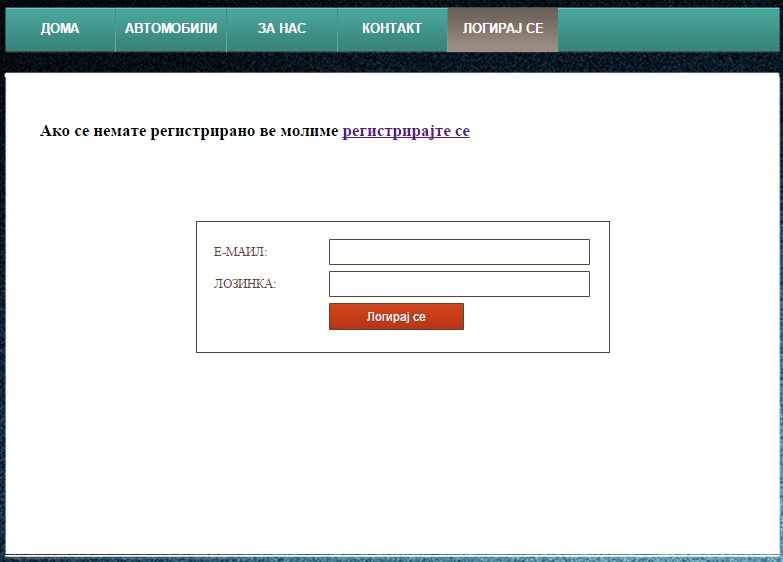 ДОМА АВТОМОБИЛИ ЗА НАС КОНТАКТ ЛОГИРАЈ СЕ
Ако се немате регистрирано ве молиме регистрирајте се
Е-МАИЛ:
ЛОЗИНКА:
Логирај се